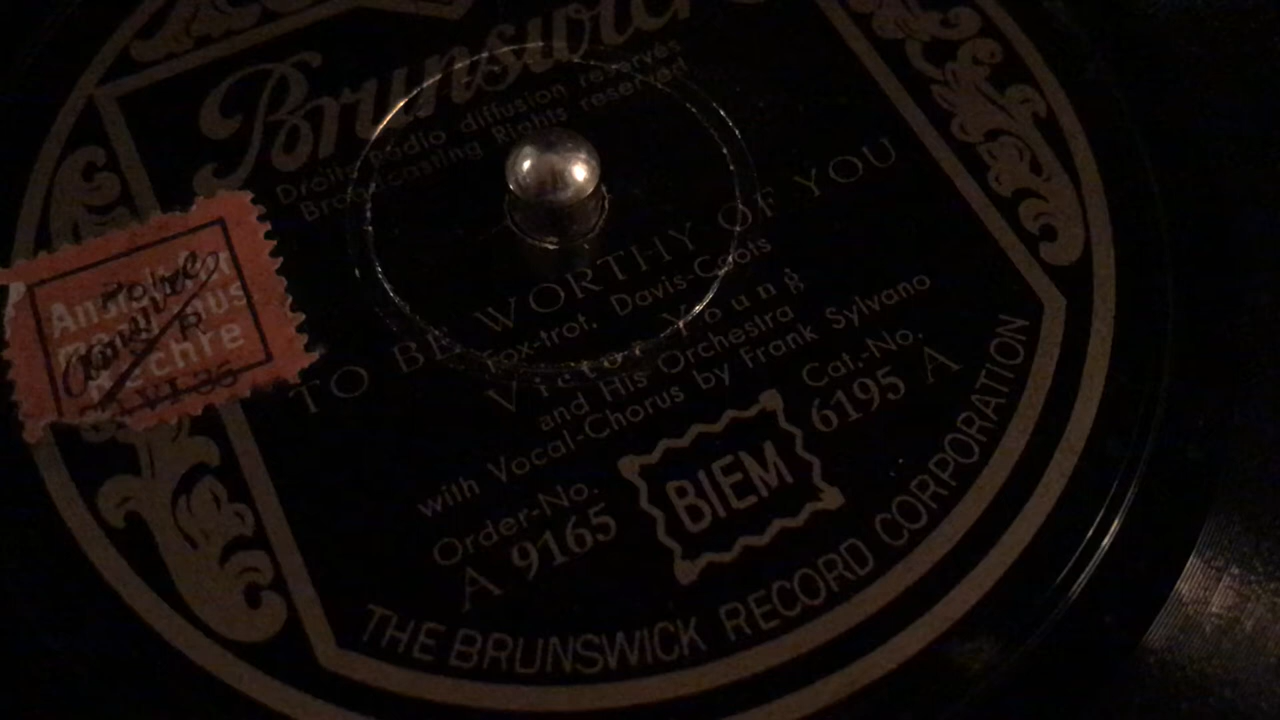 Brunswick
Droits radio diffusion reservés
Broadcasting Rights reserved
TO BE WORTHY OF YOU
Fox-trot. Davis-Coots
Victor Young
and His Orchestra
with Vocal-Chorus by Frank Sylvano
Order-No.
A 9165
BIEM
Cat.-No.
6195 A
THE BRUNSWICK RECORD CORPORATION
R